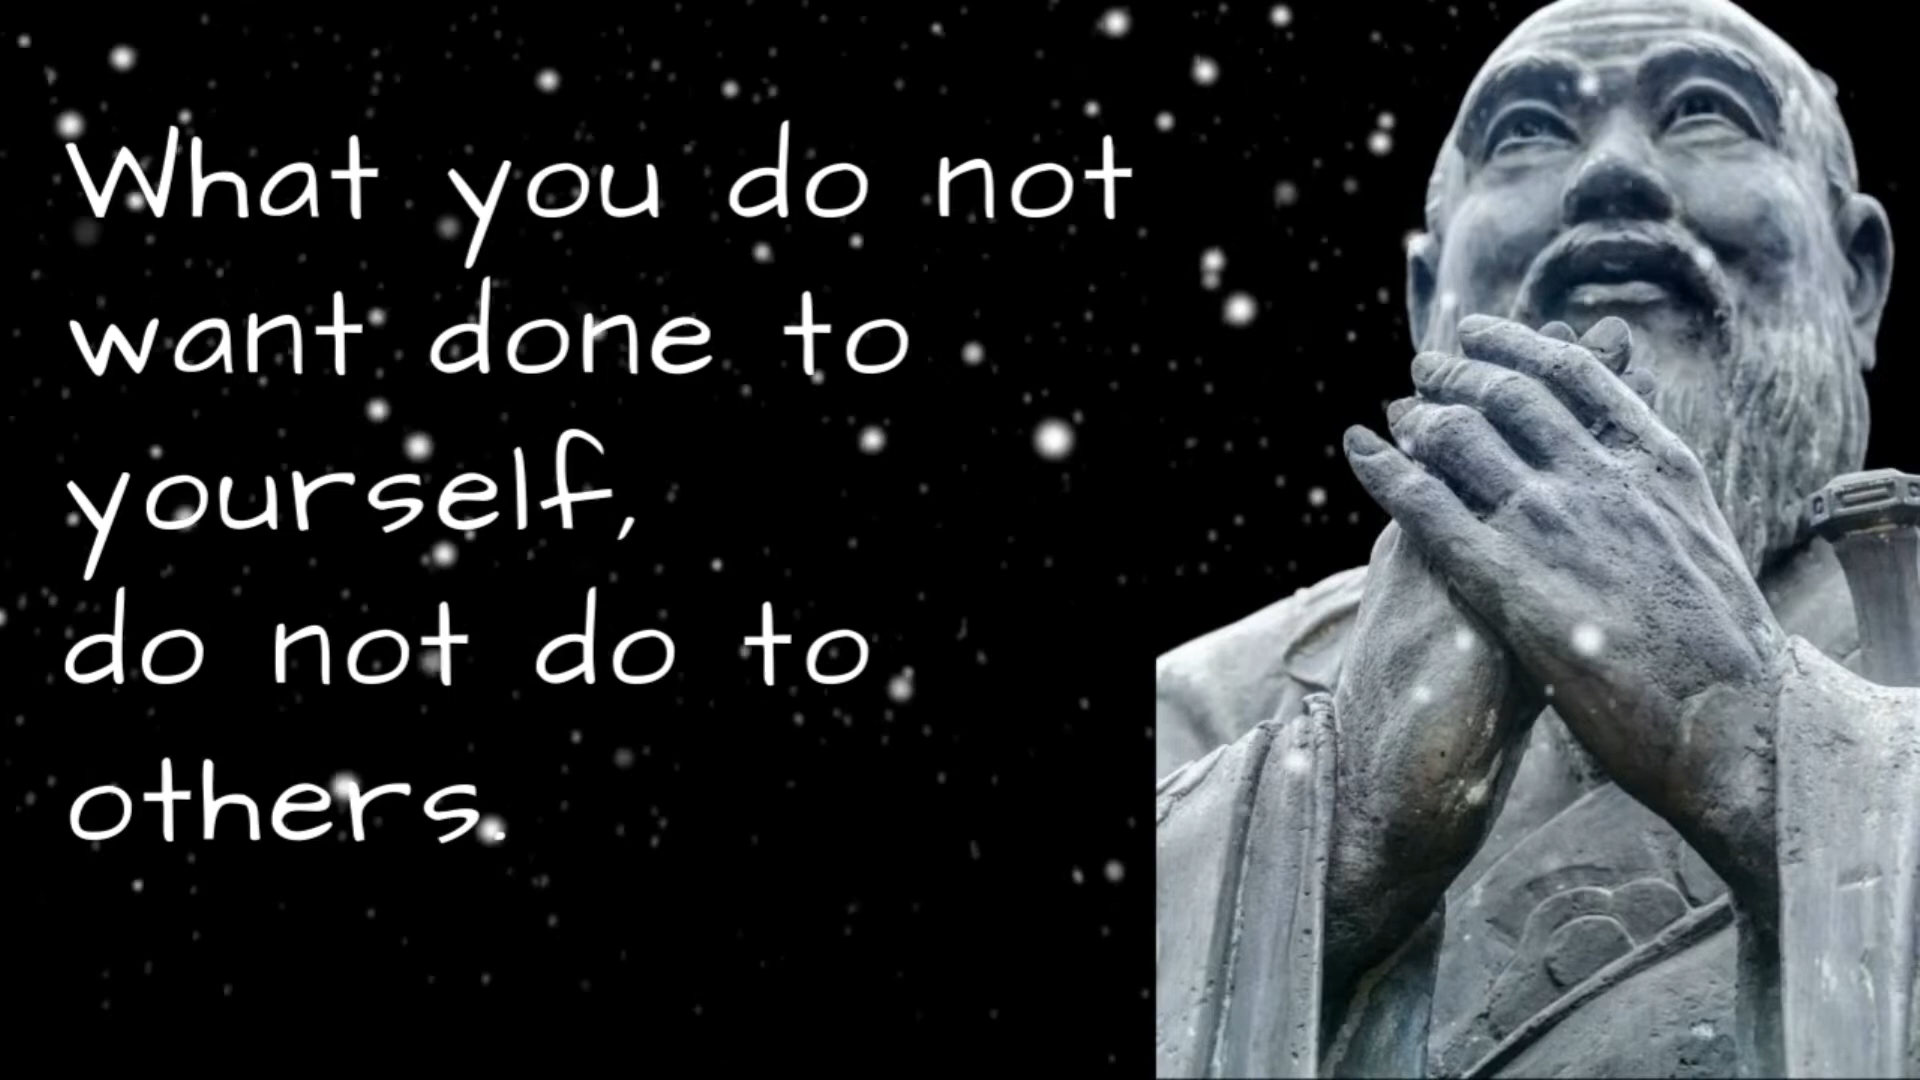 What you do not
want done to
yourself,
do not do to
others.